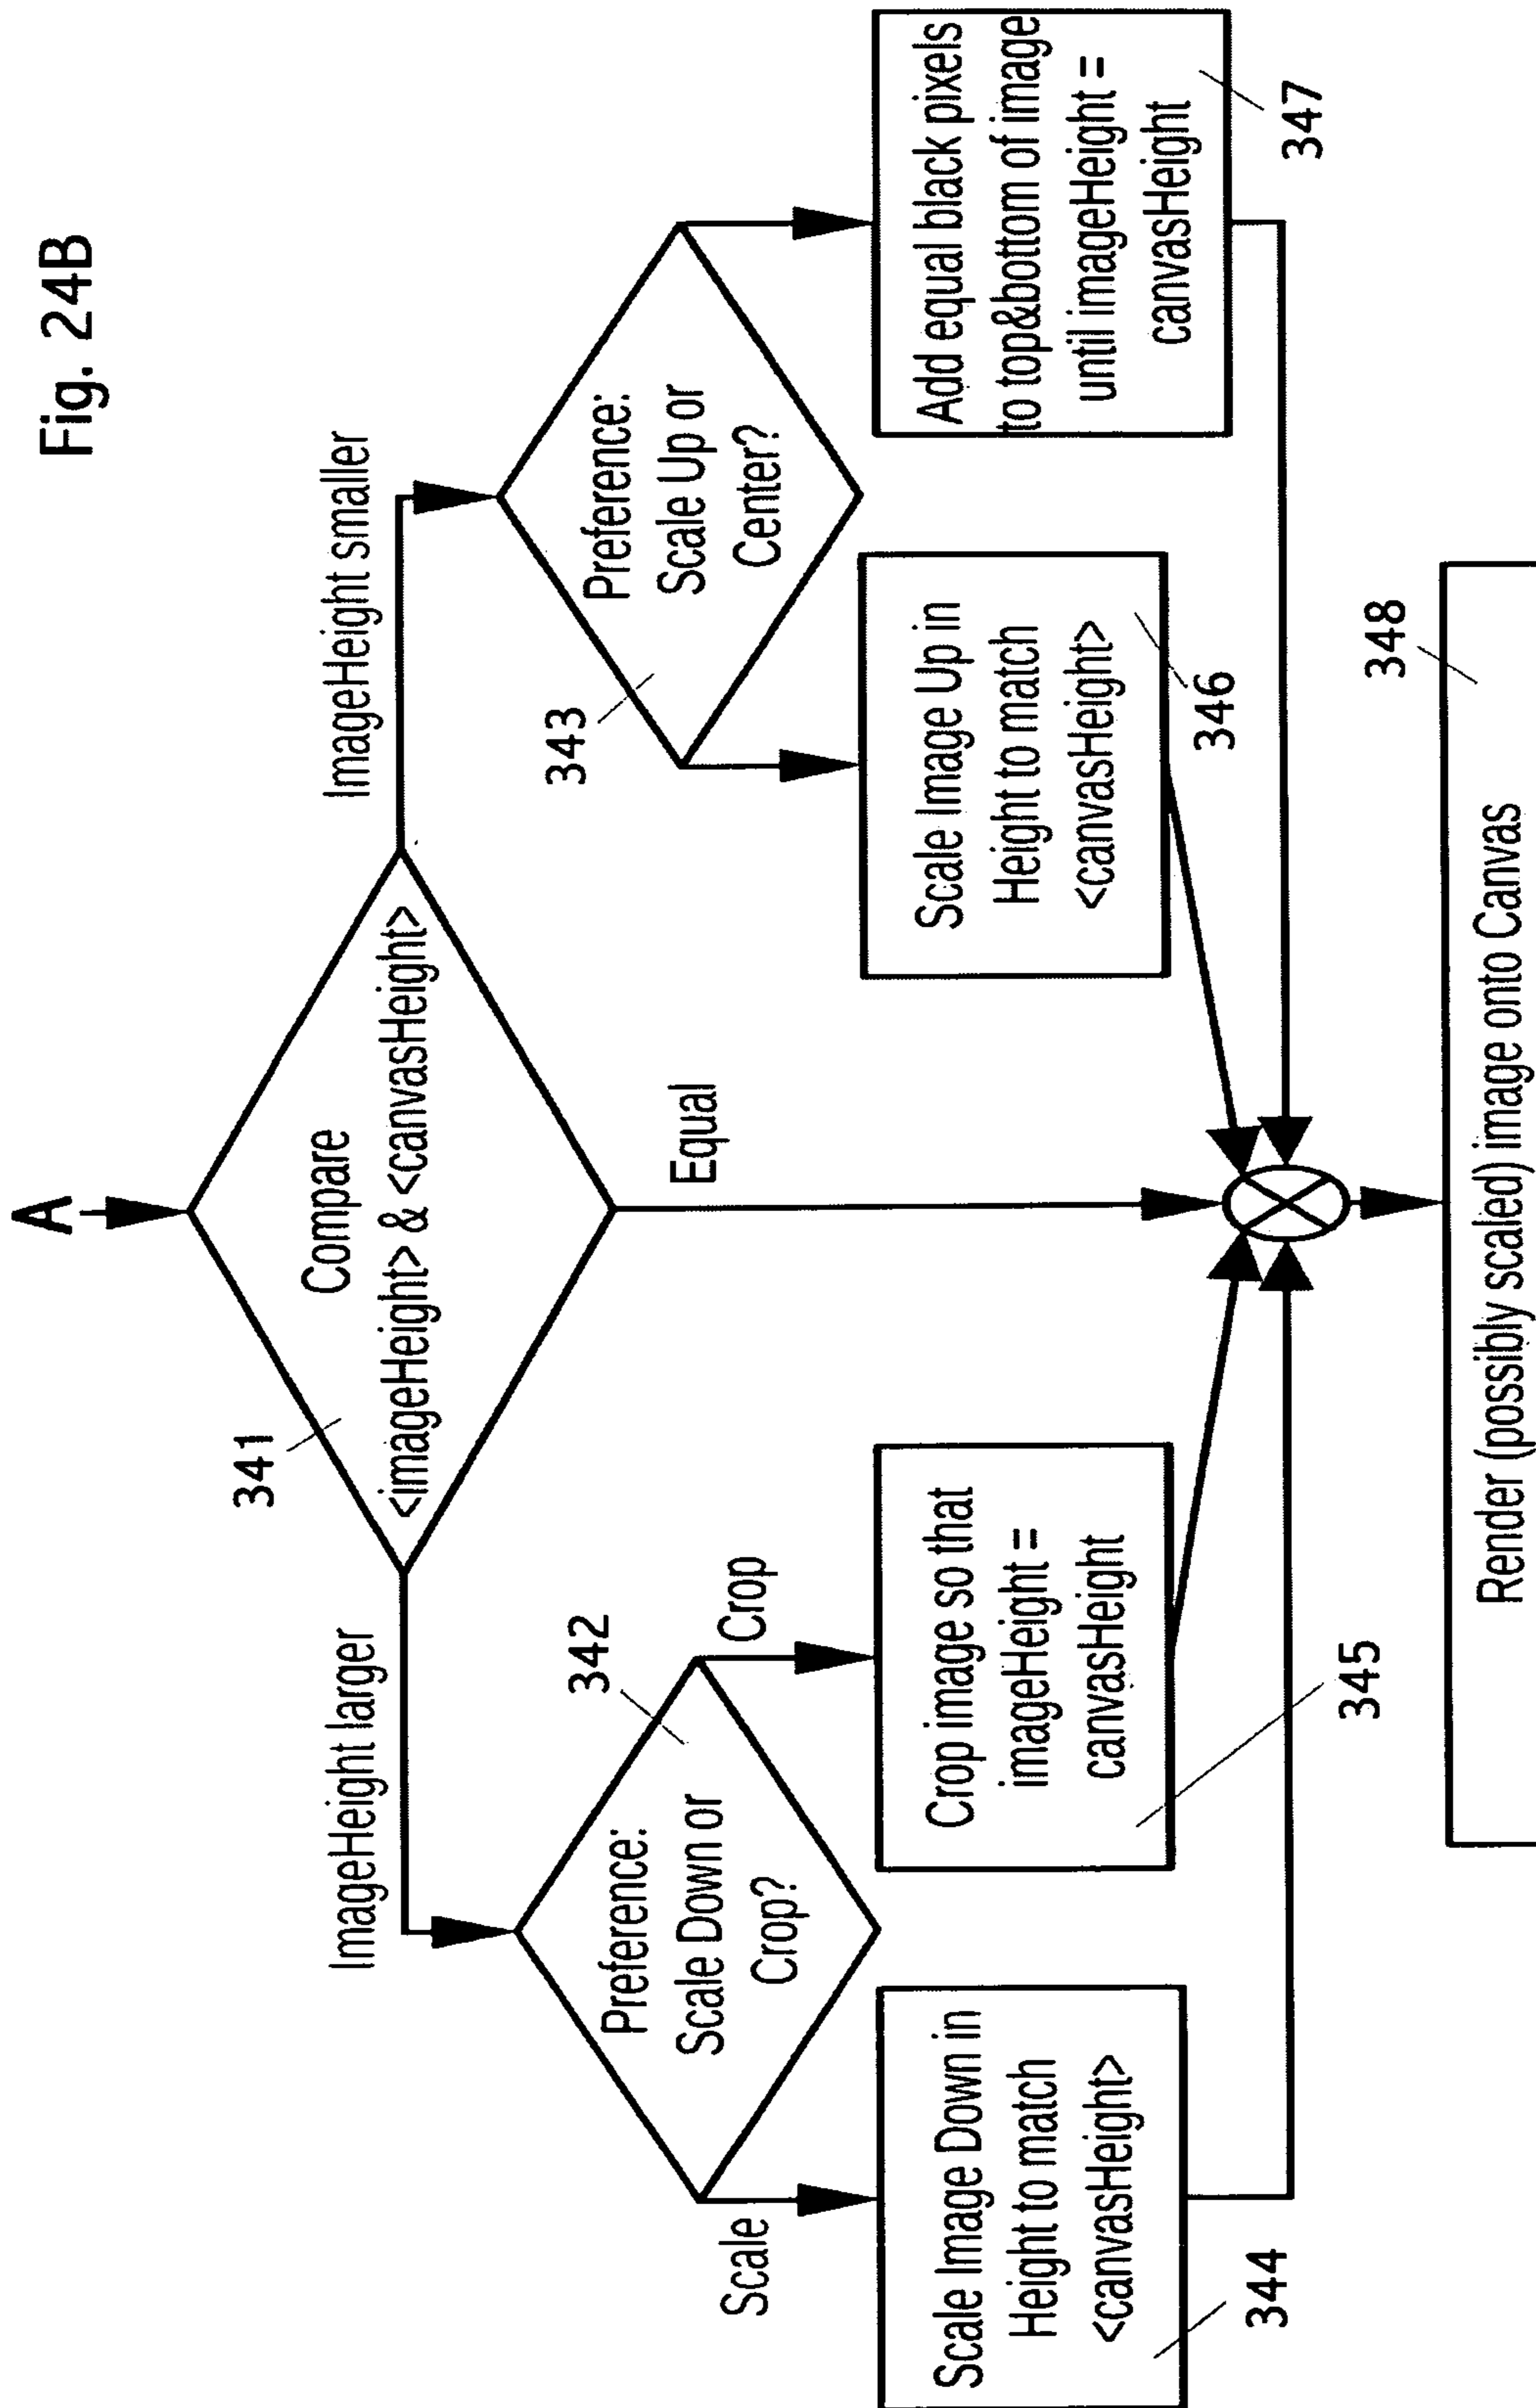 Fig. 24B
A
341
Compare
<imageHeight> & <canvasHeight>
ImageHeight larger
ImageHeight smaller
Equal
342
Preference:
Scale Down or
Crop?
Scale
Crop
343
Preference:
Scale Up or
Center?
Scale Image Down in
Height to match
<canvasHeight>
344
Crop image so that
imageHeight =
canvasHeight
345
Scale Image Up in
Height to match
<canvasHeight>
346
Add equal black pixels
to top&bottom of image
until imageHeight =
canvasHeight
347
348
Render (possibly scaled) image onto Canvas